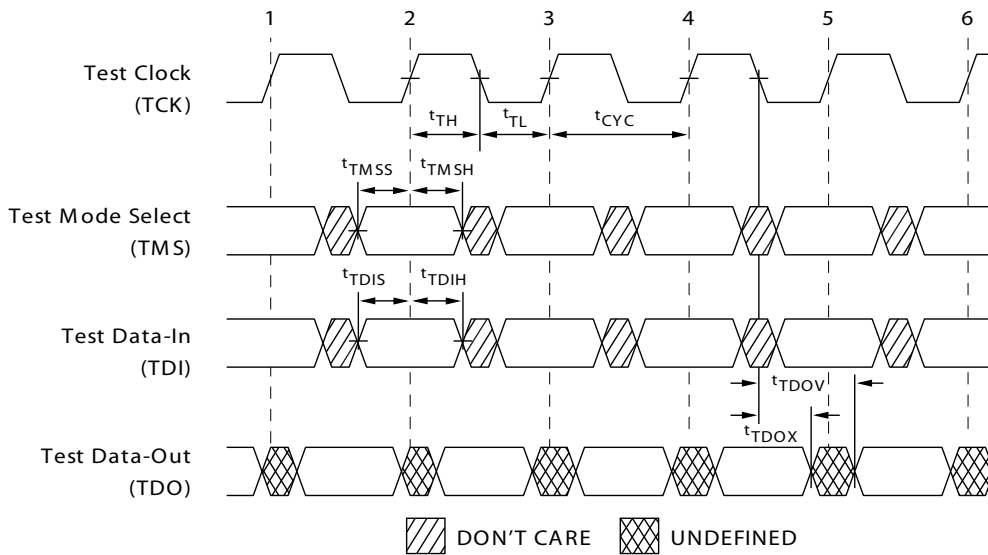 1 2 3 4 5 6
Test Clock
(TCK)
tTH tTL tCYC
tTMSS tTMSH
Test Mode Select
(TMS)
tTDIS tTDIH
Test Data-In
(TDI)
tTDOV
tTDOX
Test Data-Out
(TDO)
DON'T CARE UNDEFINED